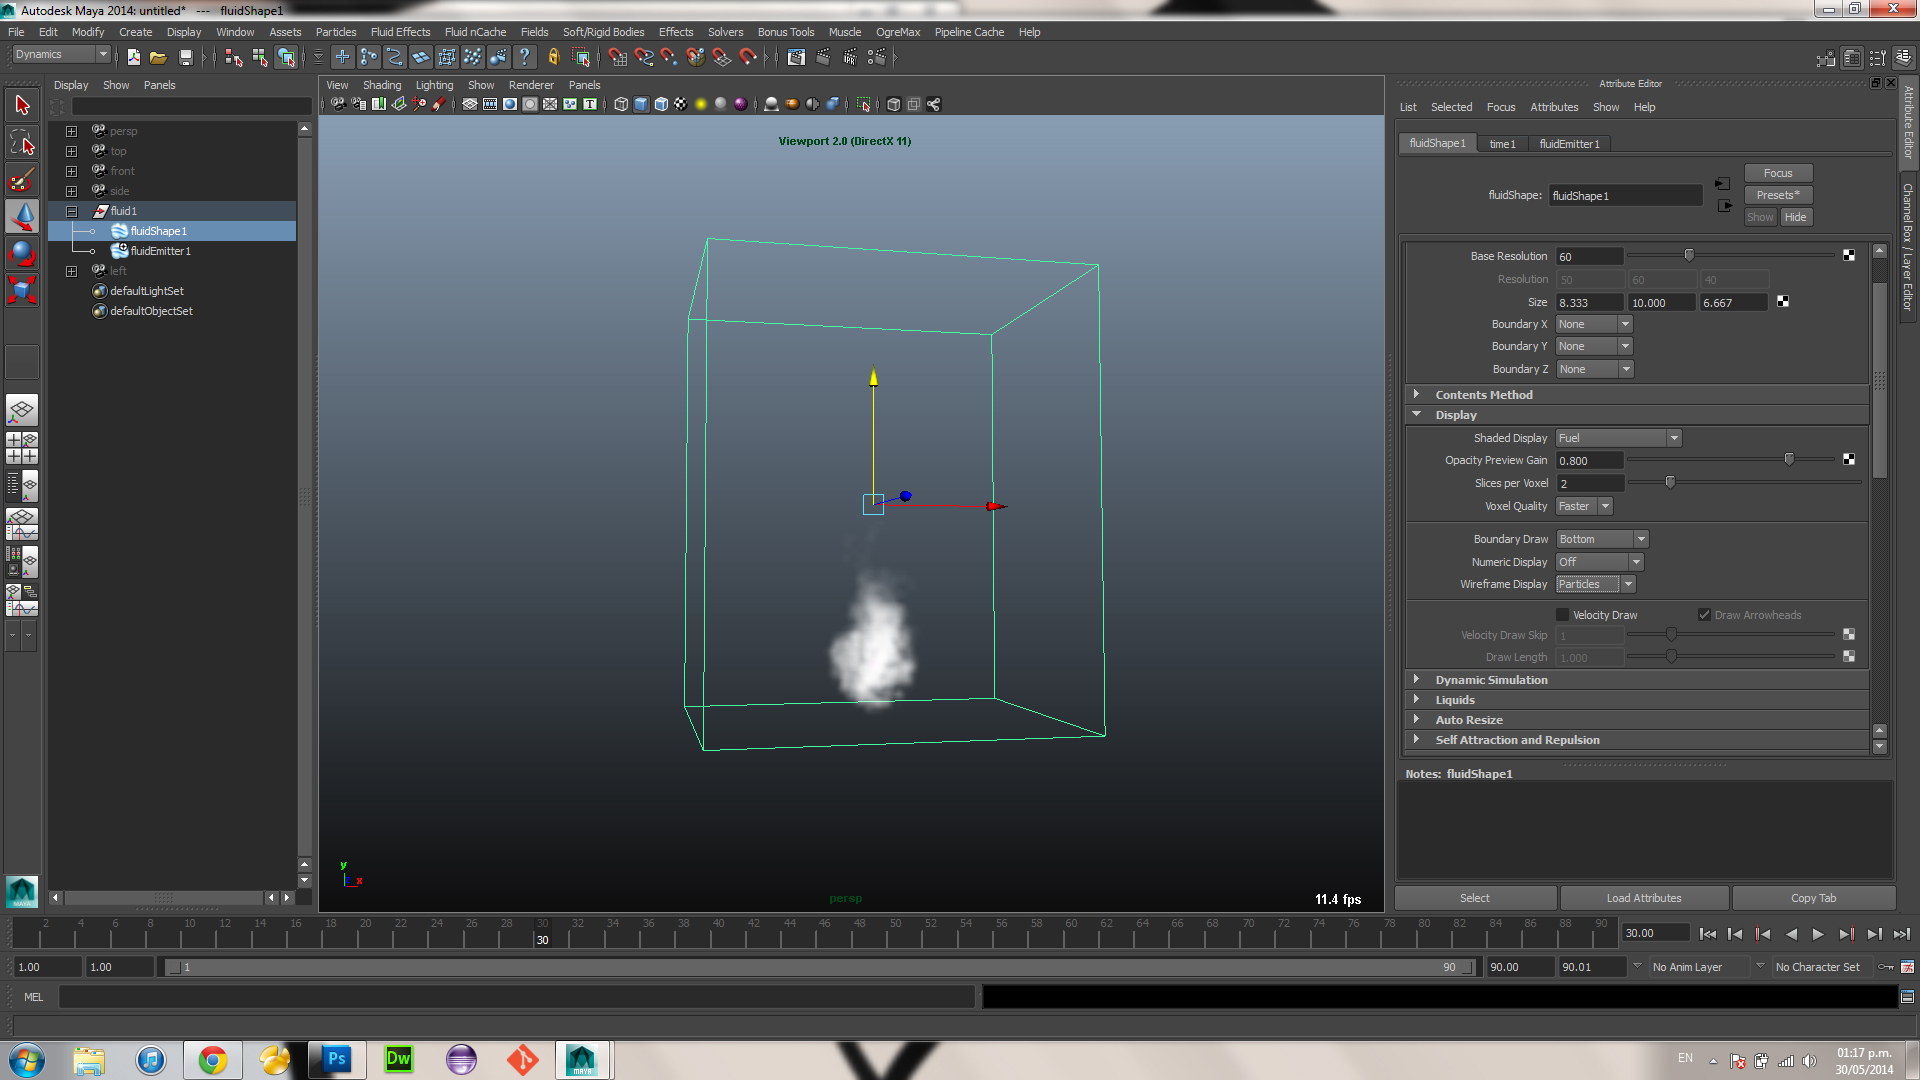 Autodesk Maya 2014: untitled*   ---   fluidShape1
File Edit Modify Create Display Window Assets Particles Fluid Effects Fluid nCache Fields Soft/Rigid Bodies Effects Solvers Bonus Tools Muscle OgreMax Pipeline Cache Help
Dynamics
Display Show Panels
persp
top
front
side
fluid1
fluidShape1
fluidEmitter1
left
defaultLightSet
defaultObjectSet
View Shading Lighting Show Renderer Panels
Viewport 2.0 (DirectX 11)
y
x
persp
11.4 fps
Attribute Editor
List Selected Focus Attributes Show Help
fluidShape1 time1 fluidEmitter1
Focus
fluidShape: fluidShape1
Presets*
Show Hide
Base Resolution 60
Resolution 50 60 40
Size 8.333 10.000 6.667
Boundary X None
Boundary Y None
Boundary Z None
Contents Method
Display
Shaded Display Fuel
Opacity Preview Gain 0.800
Slices per Voxel 2
Voxel Quality Faster
Boundary Draw Bottom
Numeric Display Off
Wireframe Display Particles
Velocity Draw Draw Arrowheads
Velocity Draw Skip 1
Draw Length 1.000
Dynamic Simulation
Liquids
Auto Resize
Self Attraction and Repulsion
Notes: fluidShape1
Select Load Attributes Copy Tab
Attribute Editor
Channel Box / Layer Editor
2 4 6 8 10 12 14 16 18 20 22 24 26 28 30 32 34 36 38 40 42 44 46 48 50 52 54 56 58 60 62 64 66 68 70 72 74 76 78 80 82 84 86 88 90
30
30.00
1.00 1.00 1 90 90.00 90.01 No Anim Layer No Character Set
MEL
MAYA
Ps
Dw
MAYA
EN
01:17 p.m.
30/05/2014